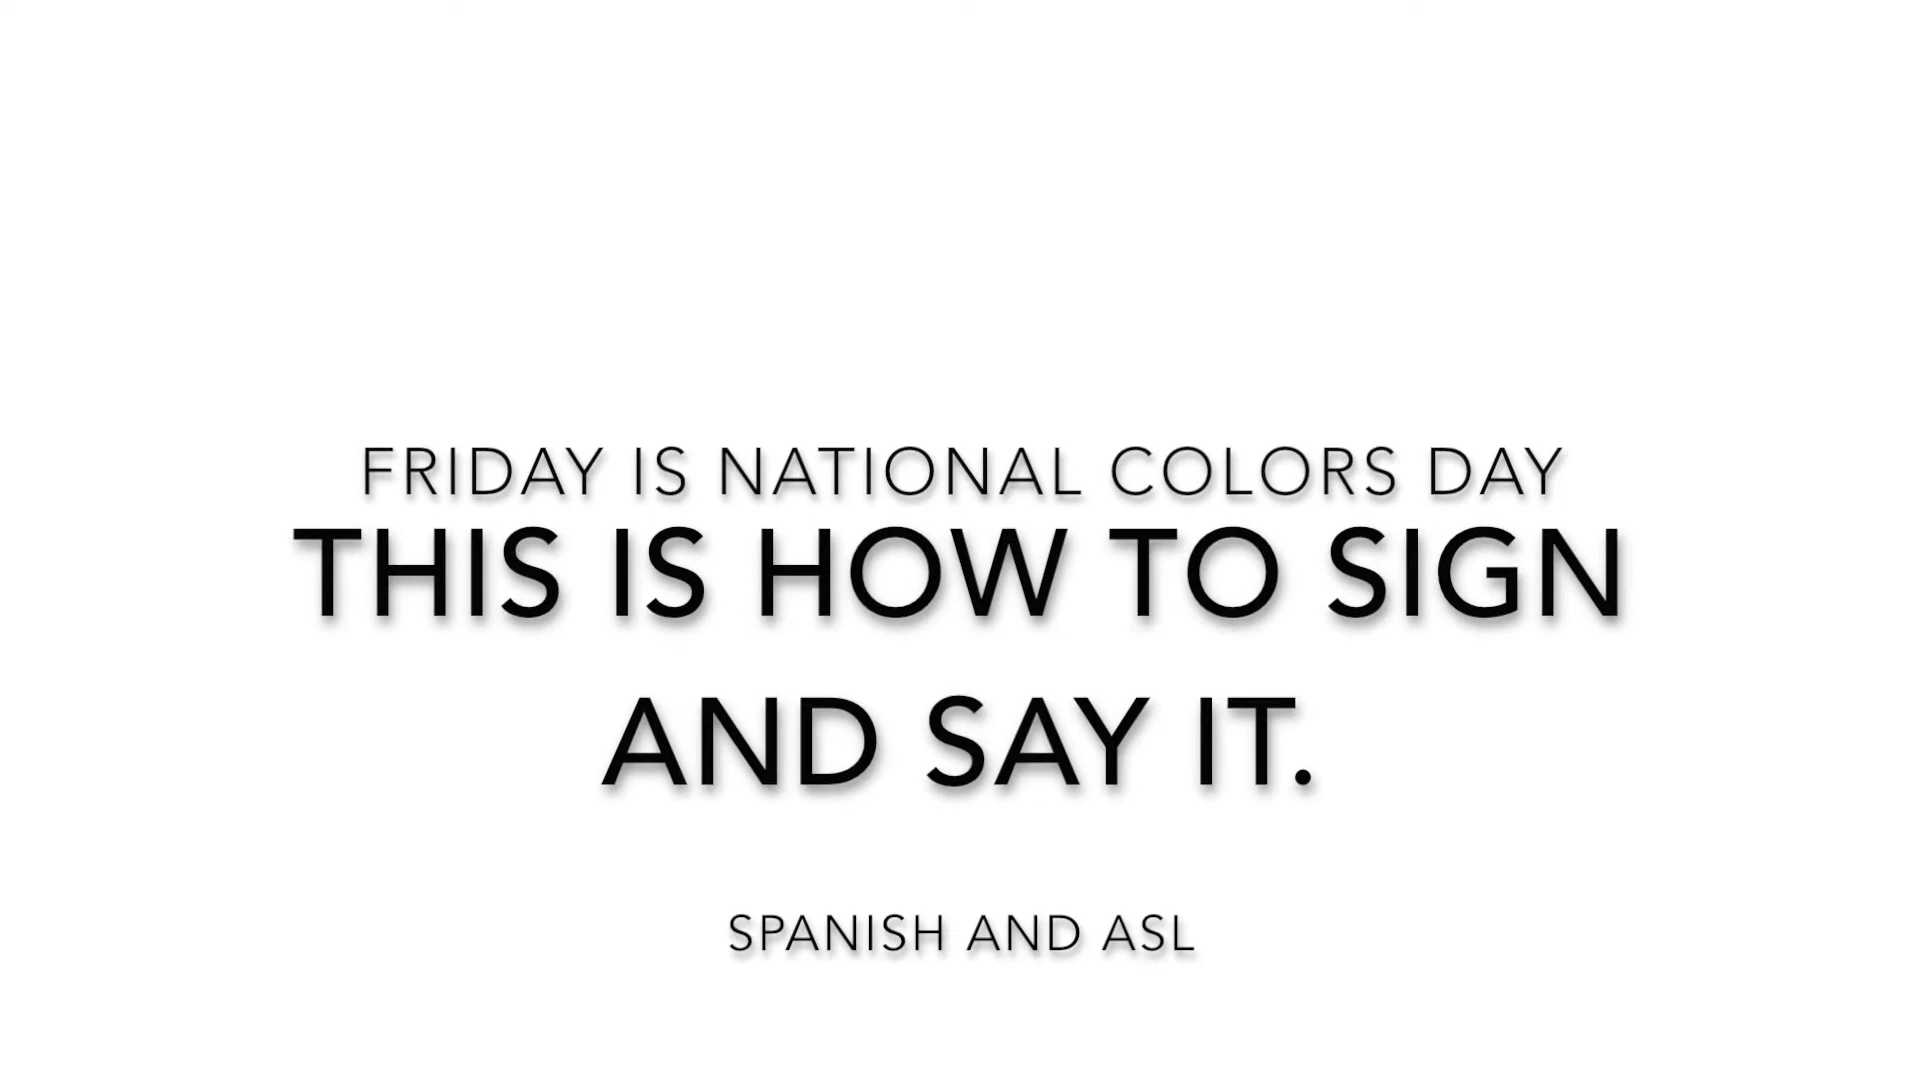 FRIDAY IS NATIONAL COLORS DAY
THIS IS HOW TO SIGN
AND SAY IT.
SPANISH AND ASL